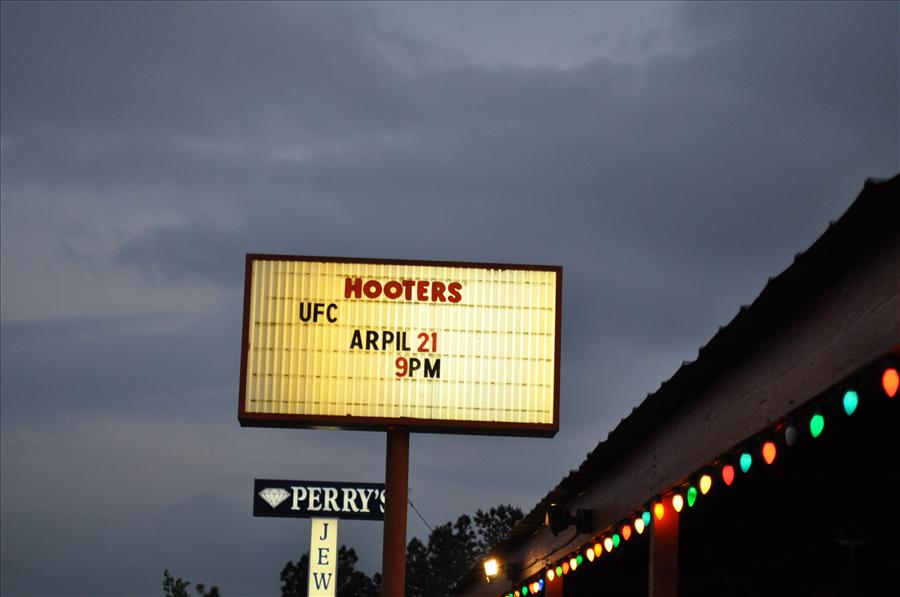 HOOTERS
UFC
ARPIL 21
9PM
PERRY'S
JEW